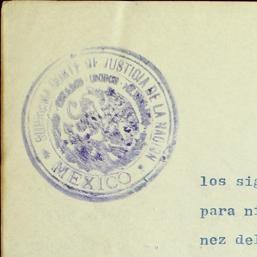 SUPREMA CORTE DE JUSTICIA DE LA NACION
ESTADOS UNIDOS MEXICANOS
MEXICO
los sig
para ni
nez del